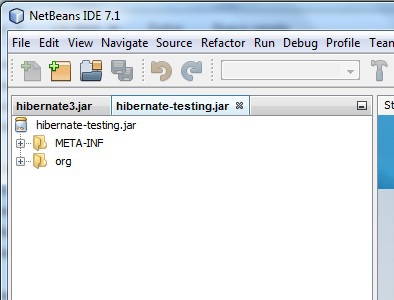 NetBeans IDE 7.1
File Edit View Navigate Source Refactor Run Debug Profile Team
hibernate3.jar hibernate-testing.jar St
hibernate-testing.jar
META-INF
org